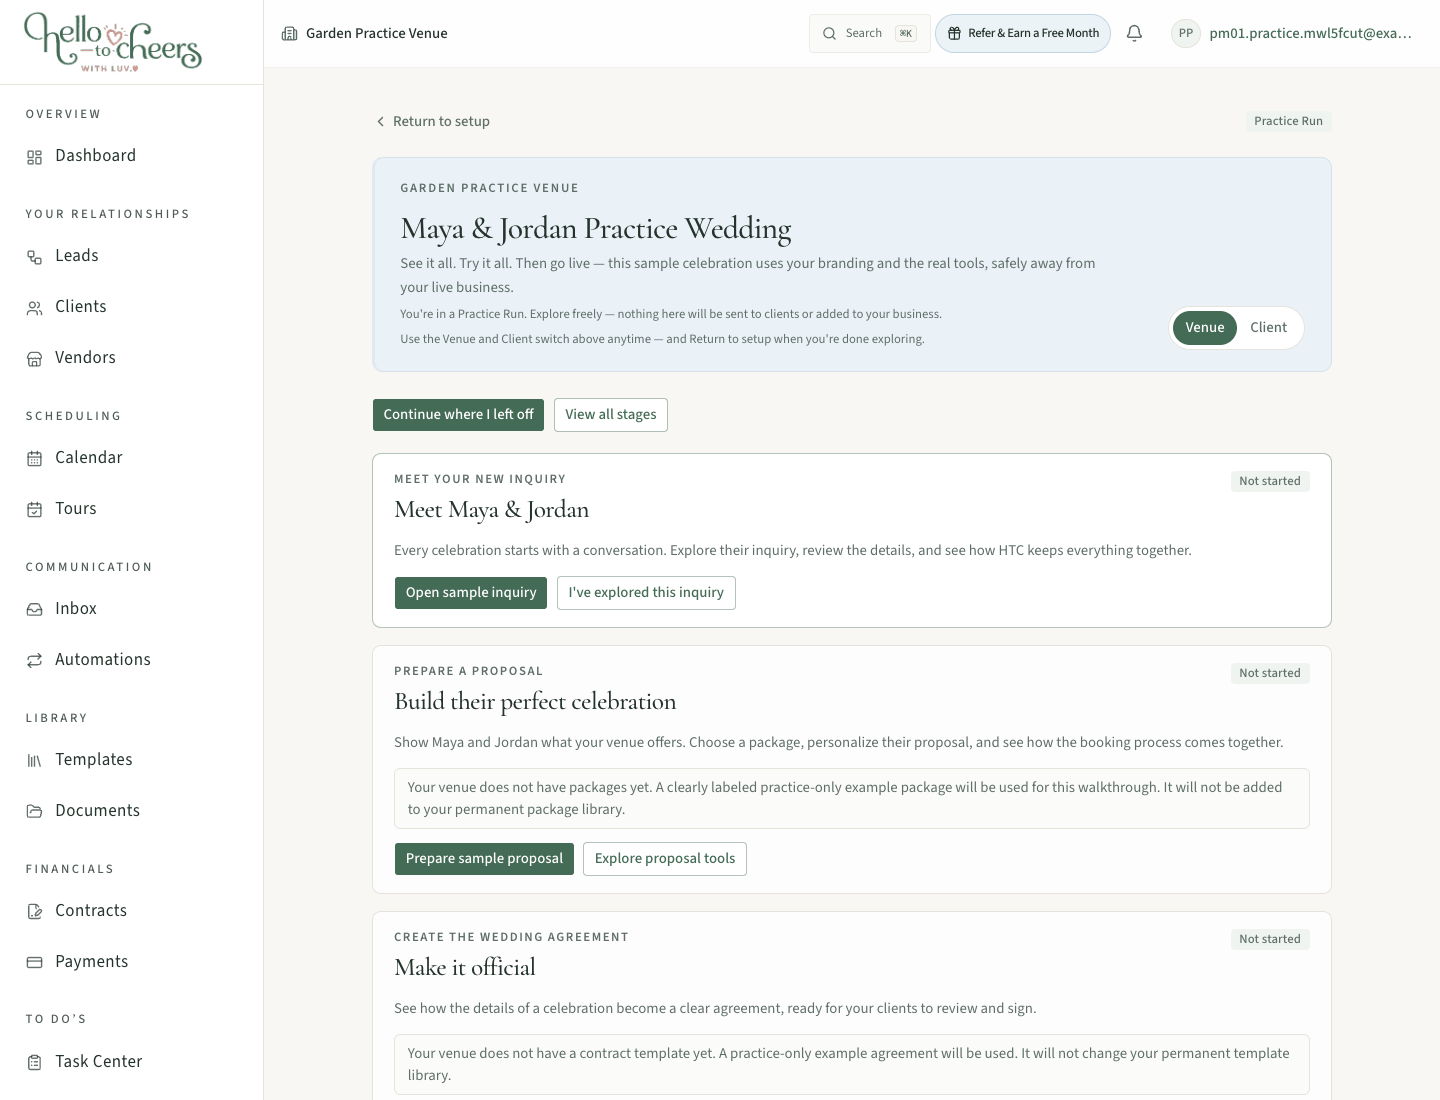 hello
to cheers
WITH LUV.
Garden Practice Venue
Search ⌘K
Refer & Earn a Free Month
PP
pm01.practice.mwl5fcut@exa...
OVERVIEW
Dashboard
YOUR RELATIONSHIPS
Leads
Clients
Vendors
SCHEDULING
Calendar
Tours
COMMUNICATION
Inbox
Automations
LIBRARY
Templates
Documents
FINANCIALS
Contracts
Payments
TO DO'S
Task Center
Return to setup
Practice Run
GARDEN PRACTICE VENUE
Maya & Jordan Practice Wedding
See it all. Try it all. Then go live — this sample celebration uses your branding and the real tools, safely away from
your live business.
You're in a Practice Run. Explore freely — nothing here will be sent to clients or added to your business.
Use the Venue and Client switch above anytime — and Return to setup when you're done exploring.
Venue
Client
Continue where I left off
View all stages
MEET YOUR NEW INQUIRY
Not started
Meet Maya & Jordan
Every celebration starts with a conversation. Explore their inquiry, review the details, and see how HTC keeps everything together.
Open sample inquiry
I've explored this inquiry
PREPARE A PROPOSAL
Not started
Build their perfect celebration
Show Maya and Jordan what your venue offers. Choose a package, personalize their proposal, and see how the booking process comes together.
Your venue does not have packages yet. A clearly labeled practice-only example package will be used for this walkthrough. It will not be added
to your permanent package library.
Prepare sample proposal
Explore proposal tools
CREATE THE WEDDING AGREEMENT
Not started
Make it official
See how the details of a celebration become a clear agreement, ready for your clients to review and sign.
Your venue does not have a contract template yet. A practice-only example agreement will be used. It will not change your permanent template
library.